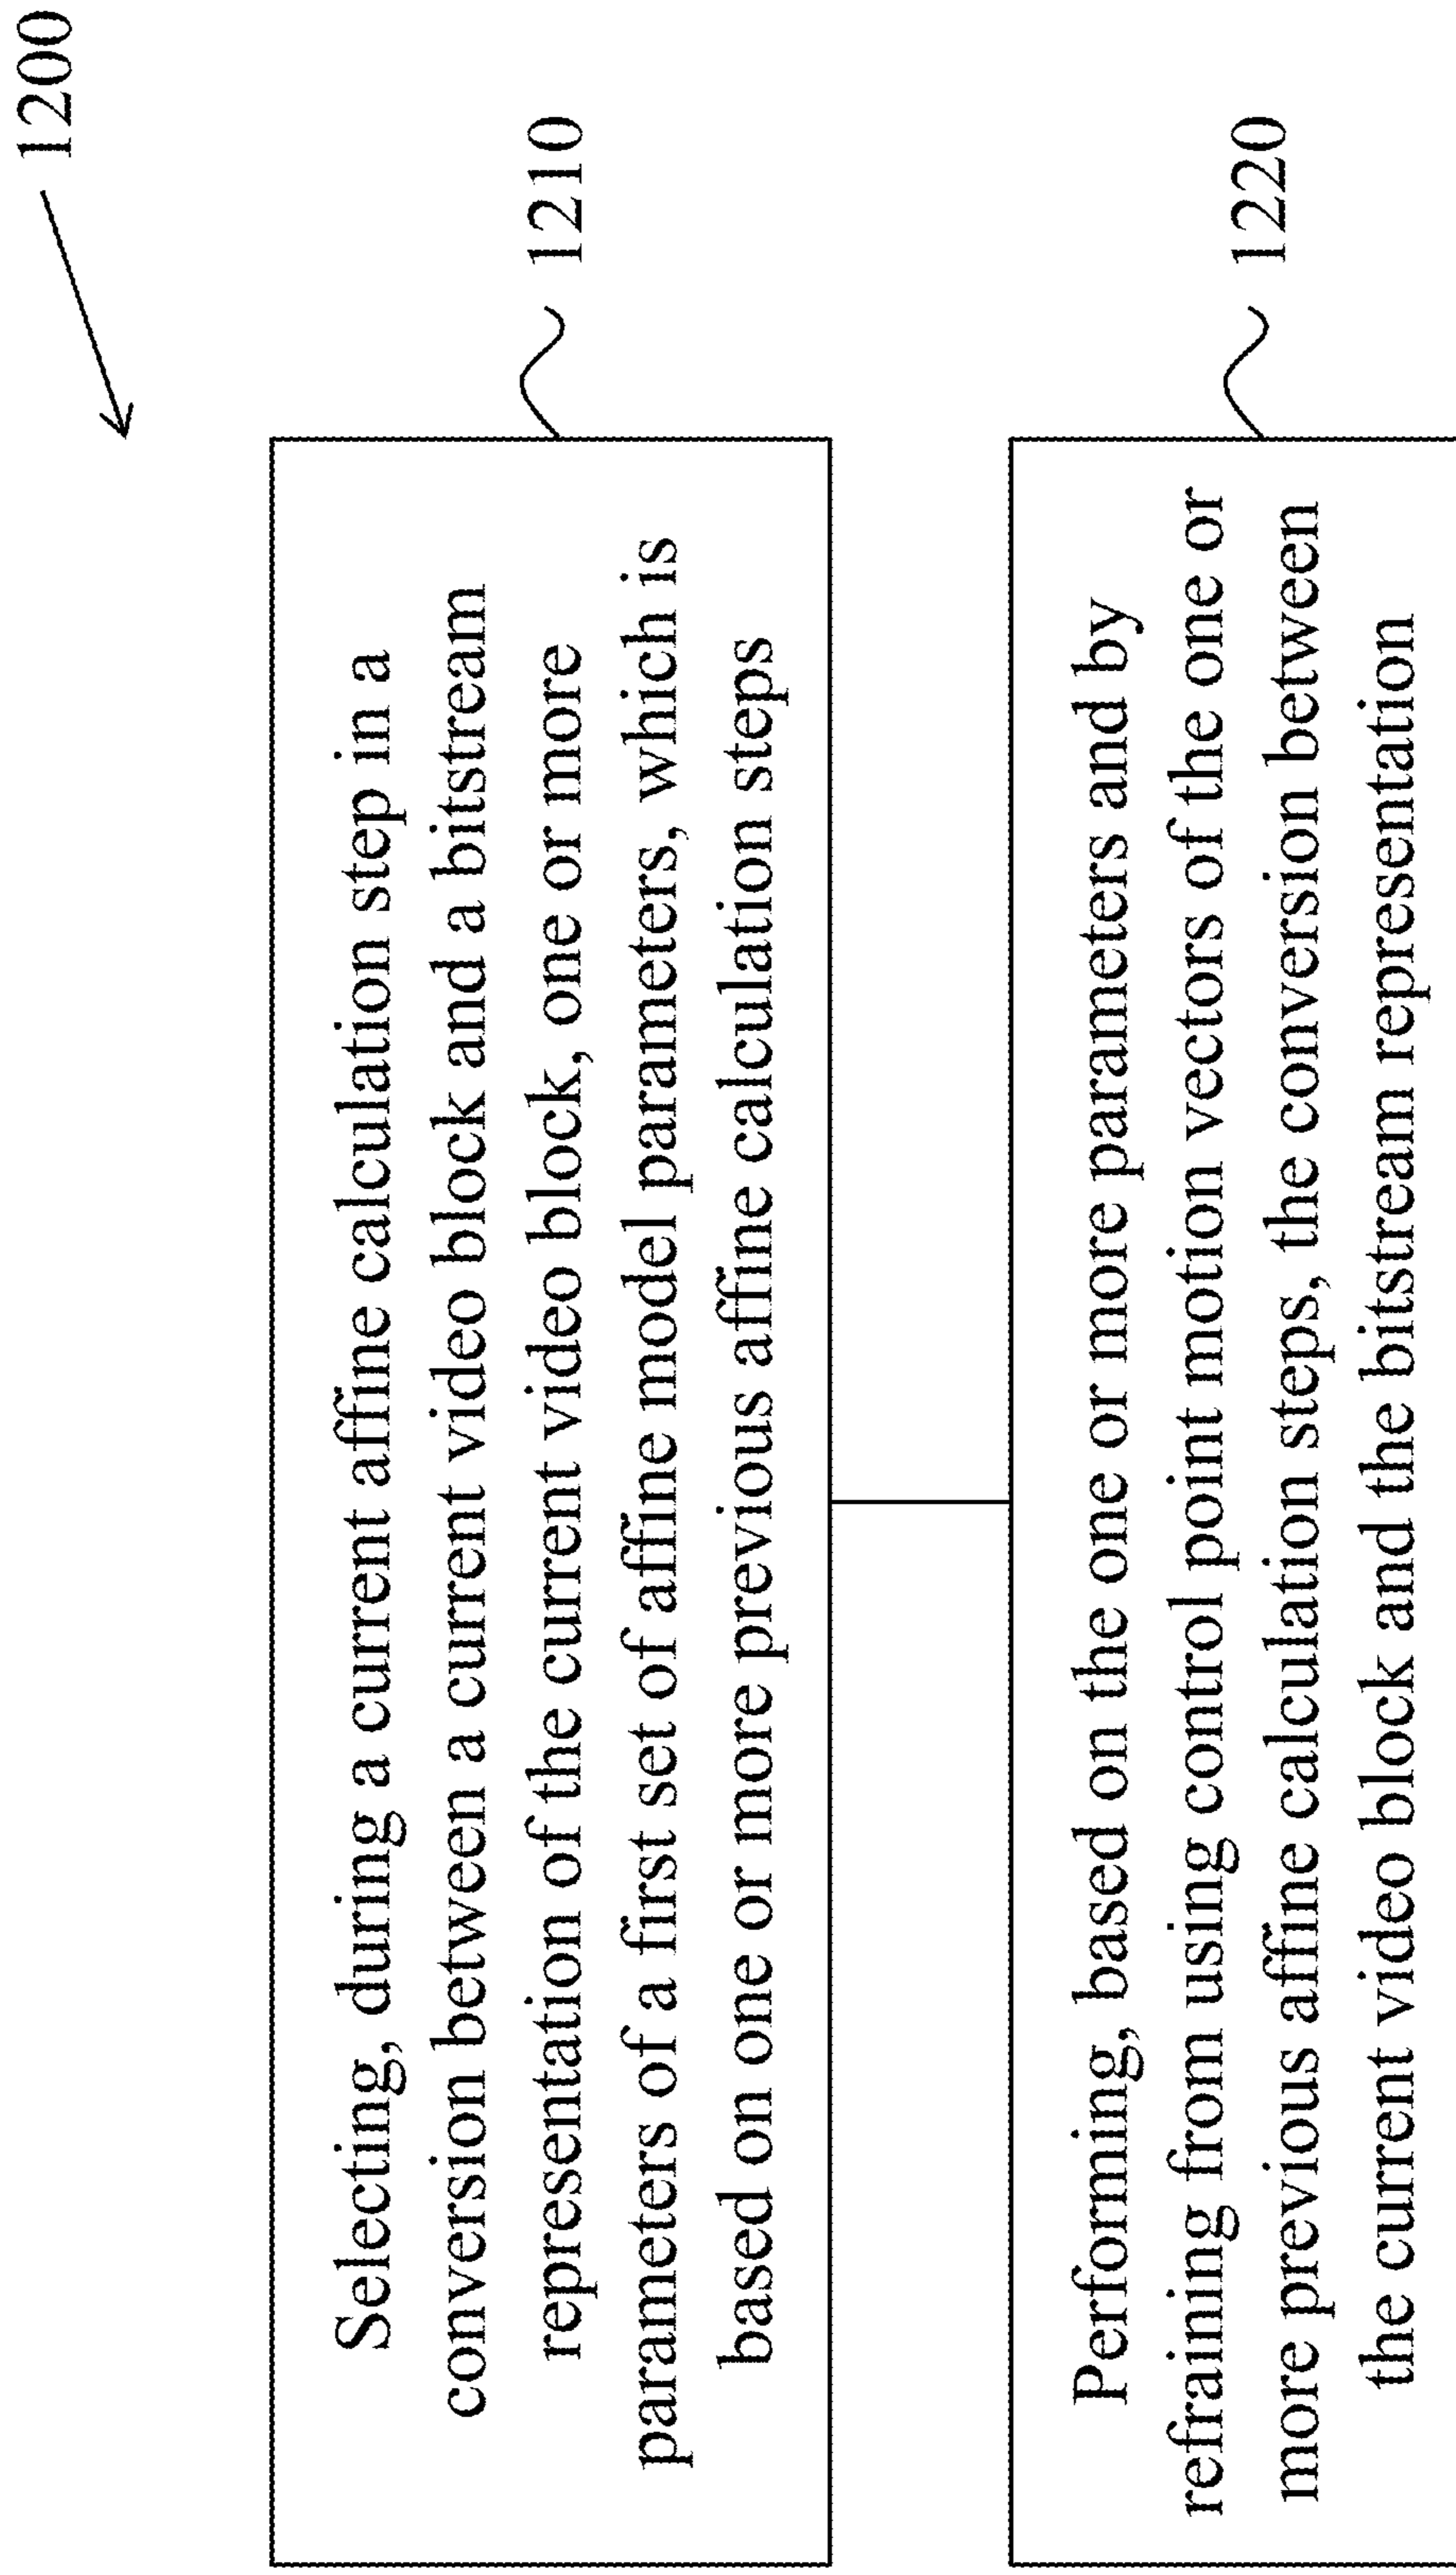 1200
Selecting, during a current affine calculation step in a
conversion between a current video block and a bitstream
representation of the current video block, one or more
parameters of a first set of affine model parameters, which is
based on one or more previous affine calculation steps
1210
Performing, based on the one or more parameters and by
refraining from using control point motion vectors of the one or
more previous affine calculation steps, the conversion between
the current video block and the bitstream representation
1220